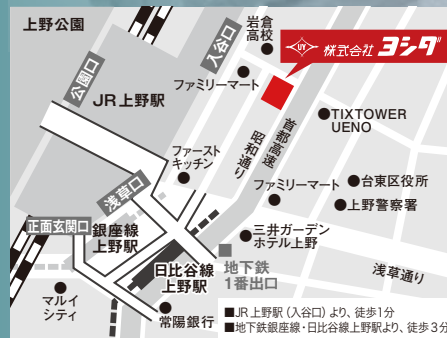 上野公園
岩倉
高校
入谷口
UY 株式会社 ヨシダ
公園口
ファミリーマート
JR上野駅
首都高速
昭和通り
TIXTOWER
UENO
ファースト
キッチン
浅草口
ファミリーマート
台東区役所
上野警察署
正面玄関口
銀座線
上野駅
三井ガーデン
ホテル上野
日比谷線
上野駅
地下鉄
1番出口
浅草通り
マルイ
シティ
常陽銀行
■JR上野駅（入谷口）より、徒歩1分
■地下鉄銀座線・日比谷線上野駅より、徒歩3分